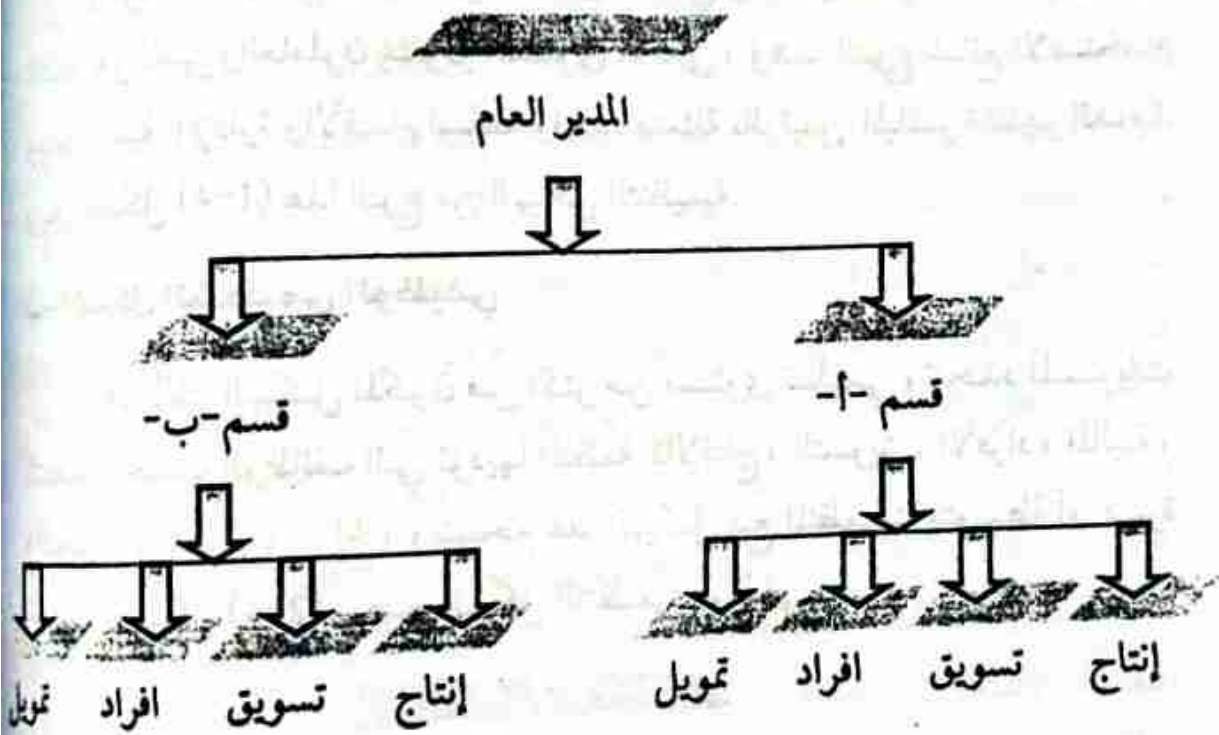 المدير العام
قسم -أ-
قسم -ب-
إنتاج
تسويق
افراد
تمويل
إنتاج
تسويق
افراد
تمويل